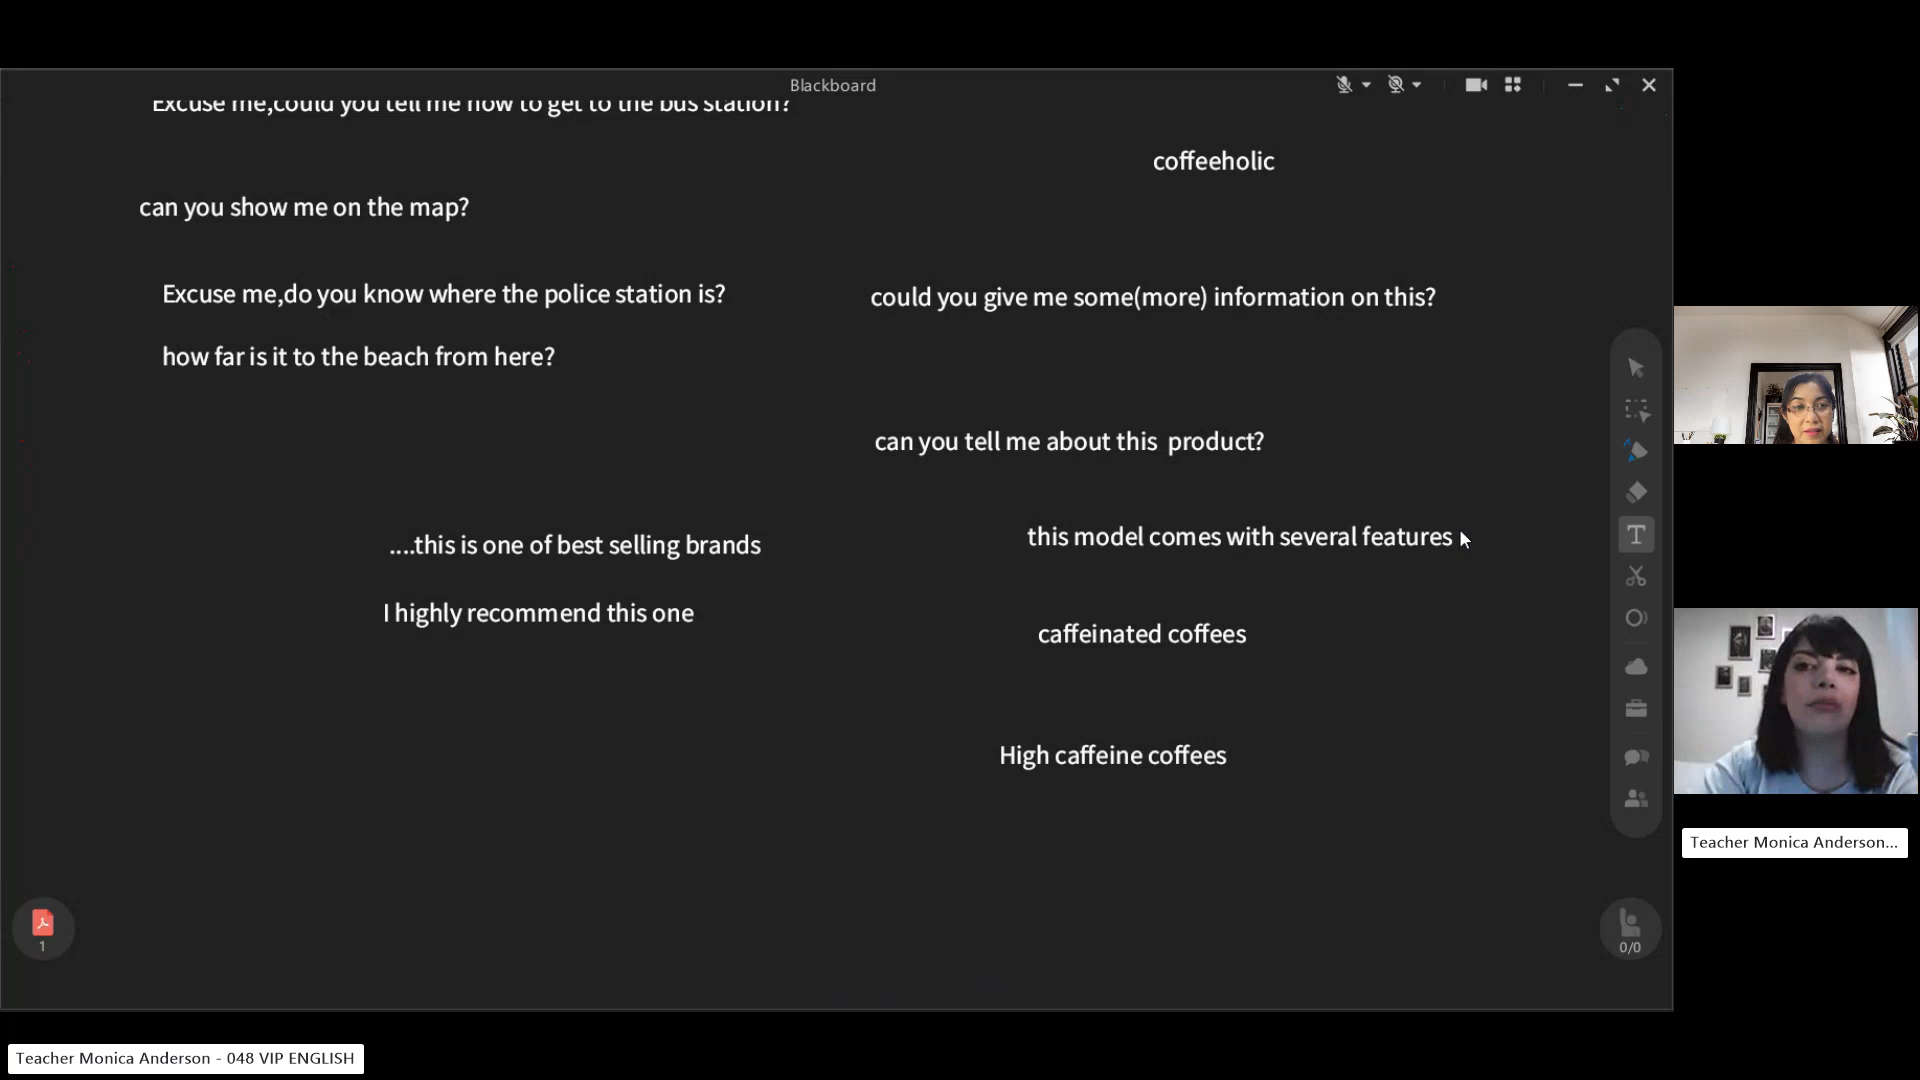 Blackboard
Excuse me,could you tell me how to get to the bus station?
coffeeholic
can you show me on the map?
Excuse me,do you know where the police station is?
could you give me some(more) information on this?
how far is it to the beach from here?
can you tell me about this  product?
....this is one of best selling brands
this model comes with several features
I highly recommend this one
caffeinated coffees
High caffeine coffees
T
Teacher Monica Anderson...
1
0/0
Teacher Monica Anderson - 048 VIP ENGLISH